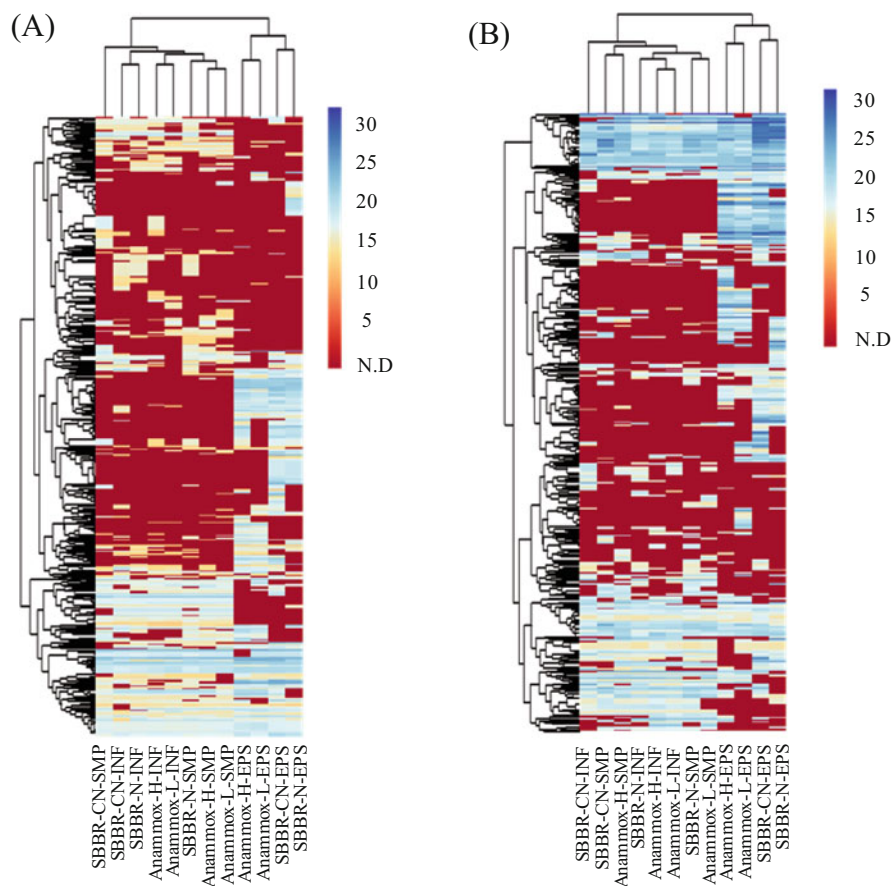 (A)
30
25
20
15
10
5
N.D
SBBR-CN-SMP
SBBR-CN-INF
SBBR-N-INF
Anammox-H-INF
Anammox-L-INF
SBBR-N-SMP
Anammox-H-SMP
Anammox-L-SMP
Anammox-H-EPS
Anammox-L-EPS
SBBR-CN-EPS
SBBR-N-EPS
(B)
30
25
20
15
10
5
N.D
SBBR-CN-INF
SBBR-CN-SMP
Anammox-H-SMP
SBBR-N-INF
Anammox-H-INF
Anammox-L-INF
SBBR-N-SMP
Anammox-L-SMP
Anammox-H-EPS
Anammox-L-EPS
SBBR-CN-EPS
SBBR-N-EPS